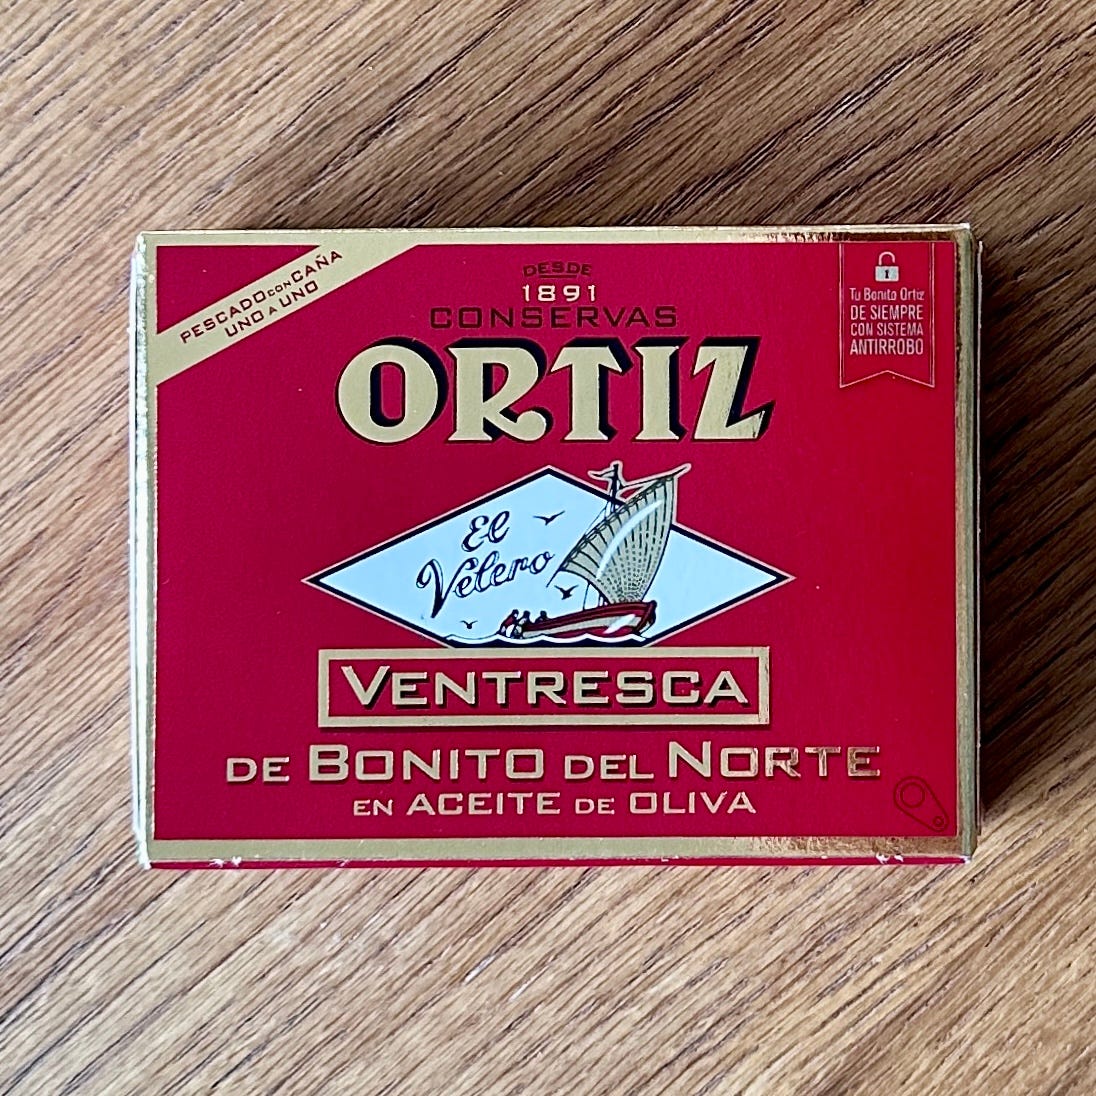 PESCADO CON CAÑA
UNO A UNO
DESDE
1891
CONSERVAS
ORTIZ
Tu Bonito Ortiz
DE SIEMPRE
CON SISTEMA
ANTIRROBO
El
Velero
VENTRESCA
DE BONITO DEL NORTE
EN ACEITE DE OLIVA